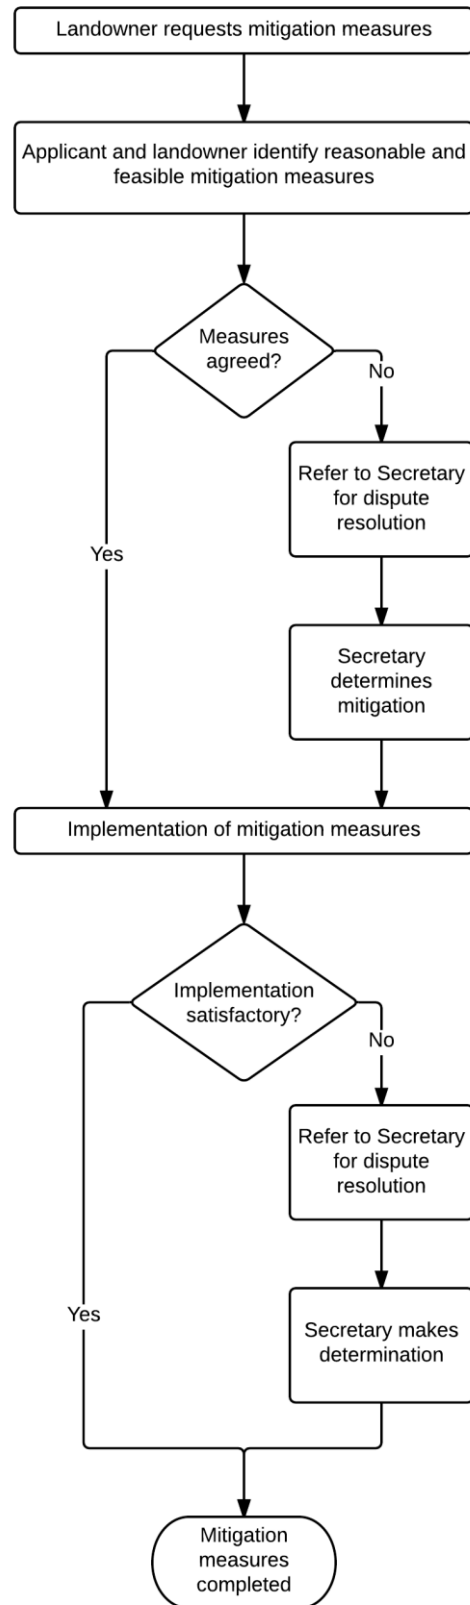 Landowner requests mitigation measures
Applicant and landowner identify reasonable and
feasible mitigation measures
Measures
agreed?
No
Refer to Secretary
for dispute
resolution
Yes
Secretary
determines
mitigation
Implementation of mitigation measures
Implementation
satisfactory?
No
Refer to Secretary
for dispute
resolution
Yes
Secretary makes
determination
Mitigation
measures
completed